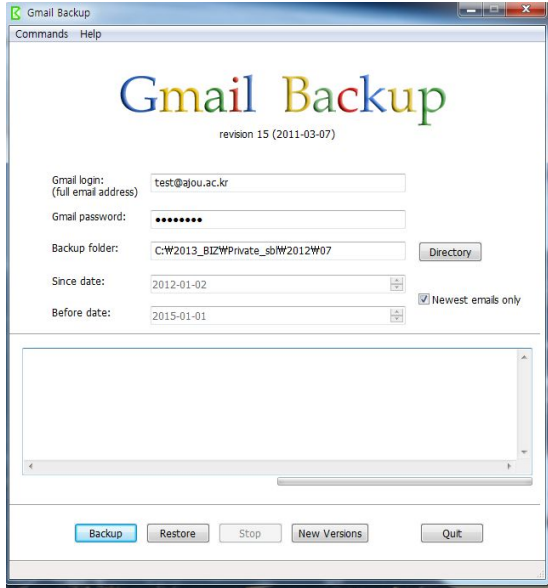 Gmail Backup
Commands Help
Gmail Backup
revision 15 (2011-03-07)
Gmail login:
(full email address)
test@ajou.ac.kr
Gmail password:
●●●●●●●●
Backup folder:
C:₩2013_BIZ₩Private_sbl₩2012₩07
Directory
Since date:
2012-01-02
Newest emails only
Before date:
2015-01-01
Backup Restore Stop New Versions Quit